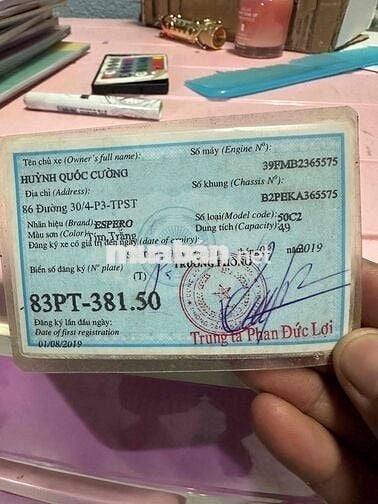 Tên chủ xe (Owner's full name):
HUỲNH QUỐC CƯỜNG
Địa chỉ (Address):
86 Đường 30/4-P3-TPST
Nhãn hiệu (Brand): ESPERO
Màu sơn (Color): Tím Trắng
Đăng ký xe có giá trị đến ngày (date of expiry)
Biển số đăng ký (N° plate)
83PT-381.50
Đăng ký lần đầu ngày:
Date of first registration
01/08/2019
Số máy (Engine N°):
39FMB2365575
Số khung (Chassis N°):
B2PEKA365575
Số loại (Model code): 50C2
Dung tích (Capacity): 49
năm 2019
(T)
muaban.net
Trung tá Phan Đức Lợi